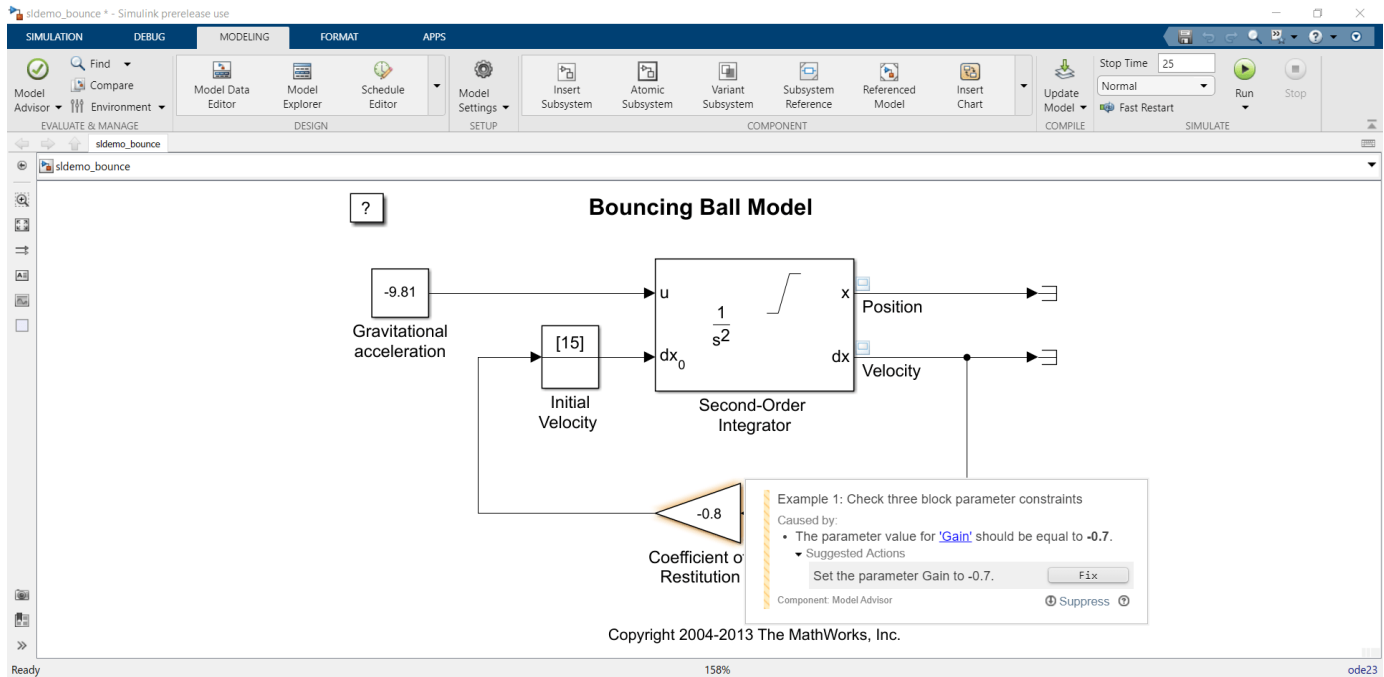 sldemo_bounce * - Simulink prerelease use
SIMULATION DEBUG MODELING FORMAT APPS
Find
Compare
Environment
Model
Advisor
EVALUATE & MANAGE
Model Data
Editor
Model
Explorer
Schedule
Editor
DESIGN
Model
Settings
SETUP
Insert
Subsystem
Atomic
Subsystem
Variant
Subsystem
Subsystem
Reference
Referenced
Model
Insert
Chart
COMPONENT
Update
Model
COMPILE
Stop Time 25
Normal
Fast Restart
Run
Stop
SIMULATE
sldemo_bounce
sldemo_bounce
?
Bouncing Ball Model
-9.81
Gravitational
acceleration
[15]
Initial
Velocity
u
dx0
1
s2
x
dx
Second-Order
Integrator
Position
Velocity
-0.8
Coefficient o
Restitution
Example 1: Check three block parameter constraints
Caused by:
• The parameter value for 'Gain' should be equal to -0.7.
Suggested Actions
Set the parameter Gain to -0.7. Fix
Component: Model Advisor Suppress
Copyright 2004-2013 The MathWorks, Inc.
Ready 158% ode23